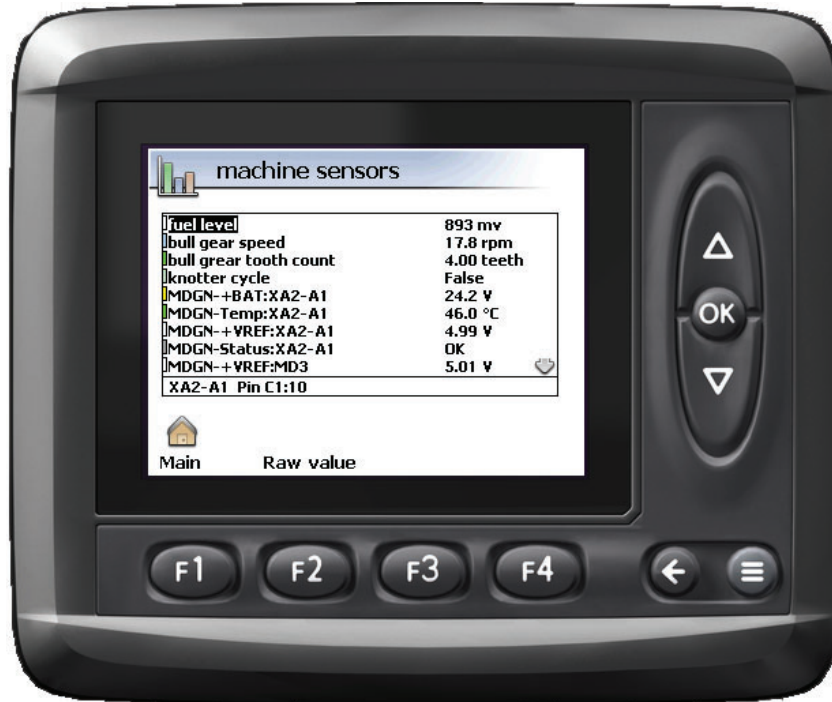 machine sensors
fuel level 893 mv
bull gear speed 17.8 rpm
bull grear tooth count 4.00 teeth
knotter cycle False
MDGN-+BAT:XA2-A1 24.2 V
MDGN-Temp:XA2-A1 46.0 °C
MDGN-+VREF:XA2-A1 4.99 V
MDGN-Status:XA2-A1 OK
MDGN-+VREF:MD3 5.01 V
XA2-A1 Pin C1:10
Main Raw value
OK
F1 F2 F3 F4